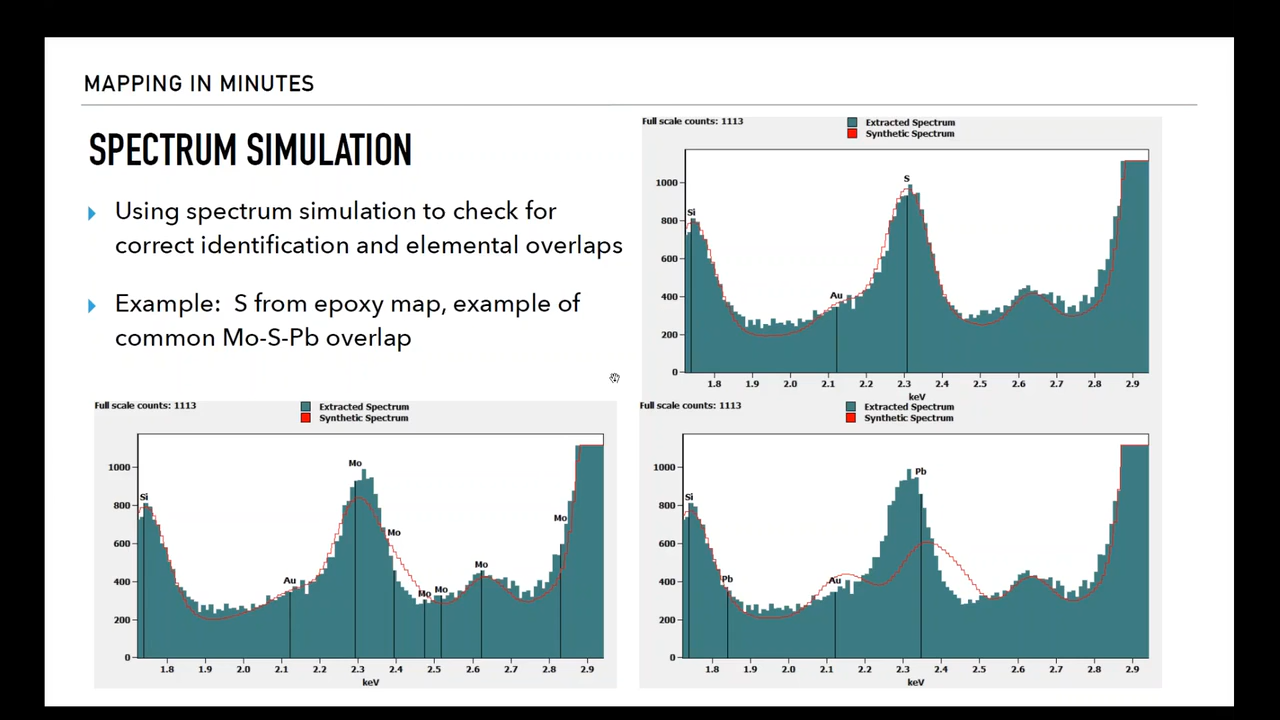 MAPPING IN MINUTES
SPECTRUM SIMULATION
Using spectrum simulation to check for
correct identification and elemental overlaps
Example: S from epoxy map, example of
common Mo-S-Pb overlap
Full scale counts: 1113
Extracted Spectrum
Synthetic Spectrum
1000
800
600
400
200
0
Si
Au
S
1.8 1.9 2.0 2.1 2.2 2.3 2.4 2.5 2.6 2.7 2.8 2.9
keV
Full scale counts: 1113
Extracted Spectrum
Synthetic Spectrum
1000
800
600
400
200
0
Si
Au
Mo
Mo
Mo
Mo
Mo
Mo
1.8 1.9 2.0 2.1 2.2 2.3 2.4 2.5 2.6 2.7 2.8 2.9
keV
Full scale counts: 1113
Extracted Spectrum
Synthetic Spectrum
1000
800
600
400
200
0
Si
Pb
Au
Pb
1.8 1.9 2.0 2.1 2.2 2.3 2.4 2.5 2.6 2.7 2.8 2.9
keV